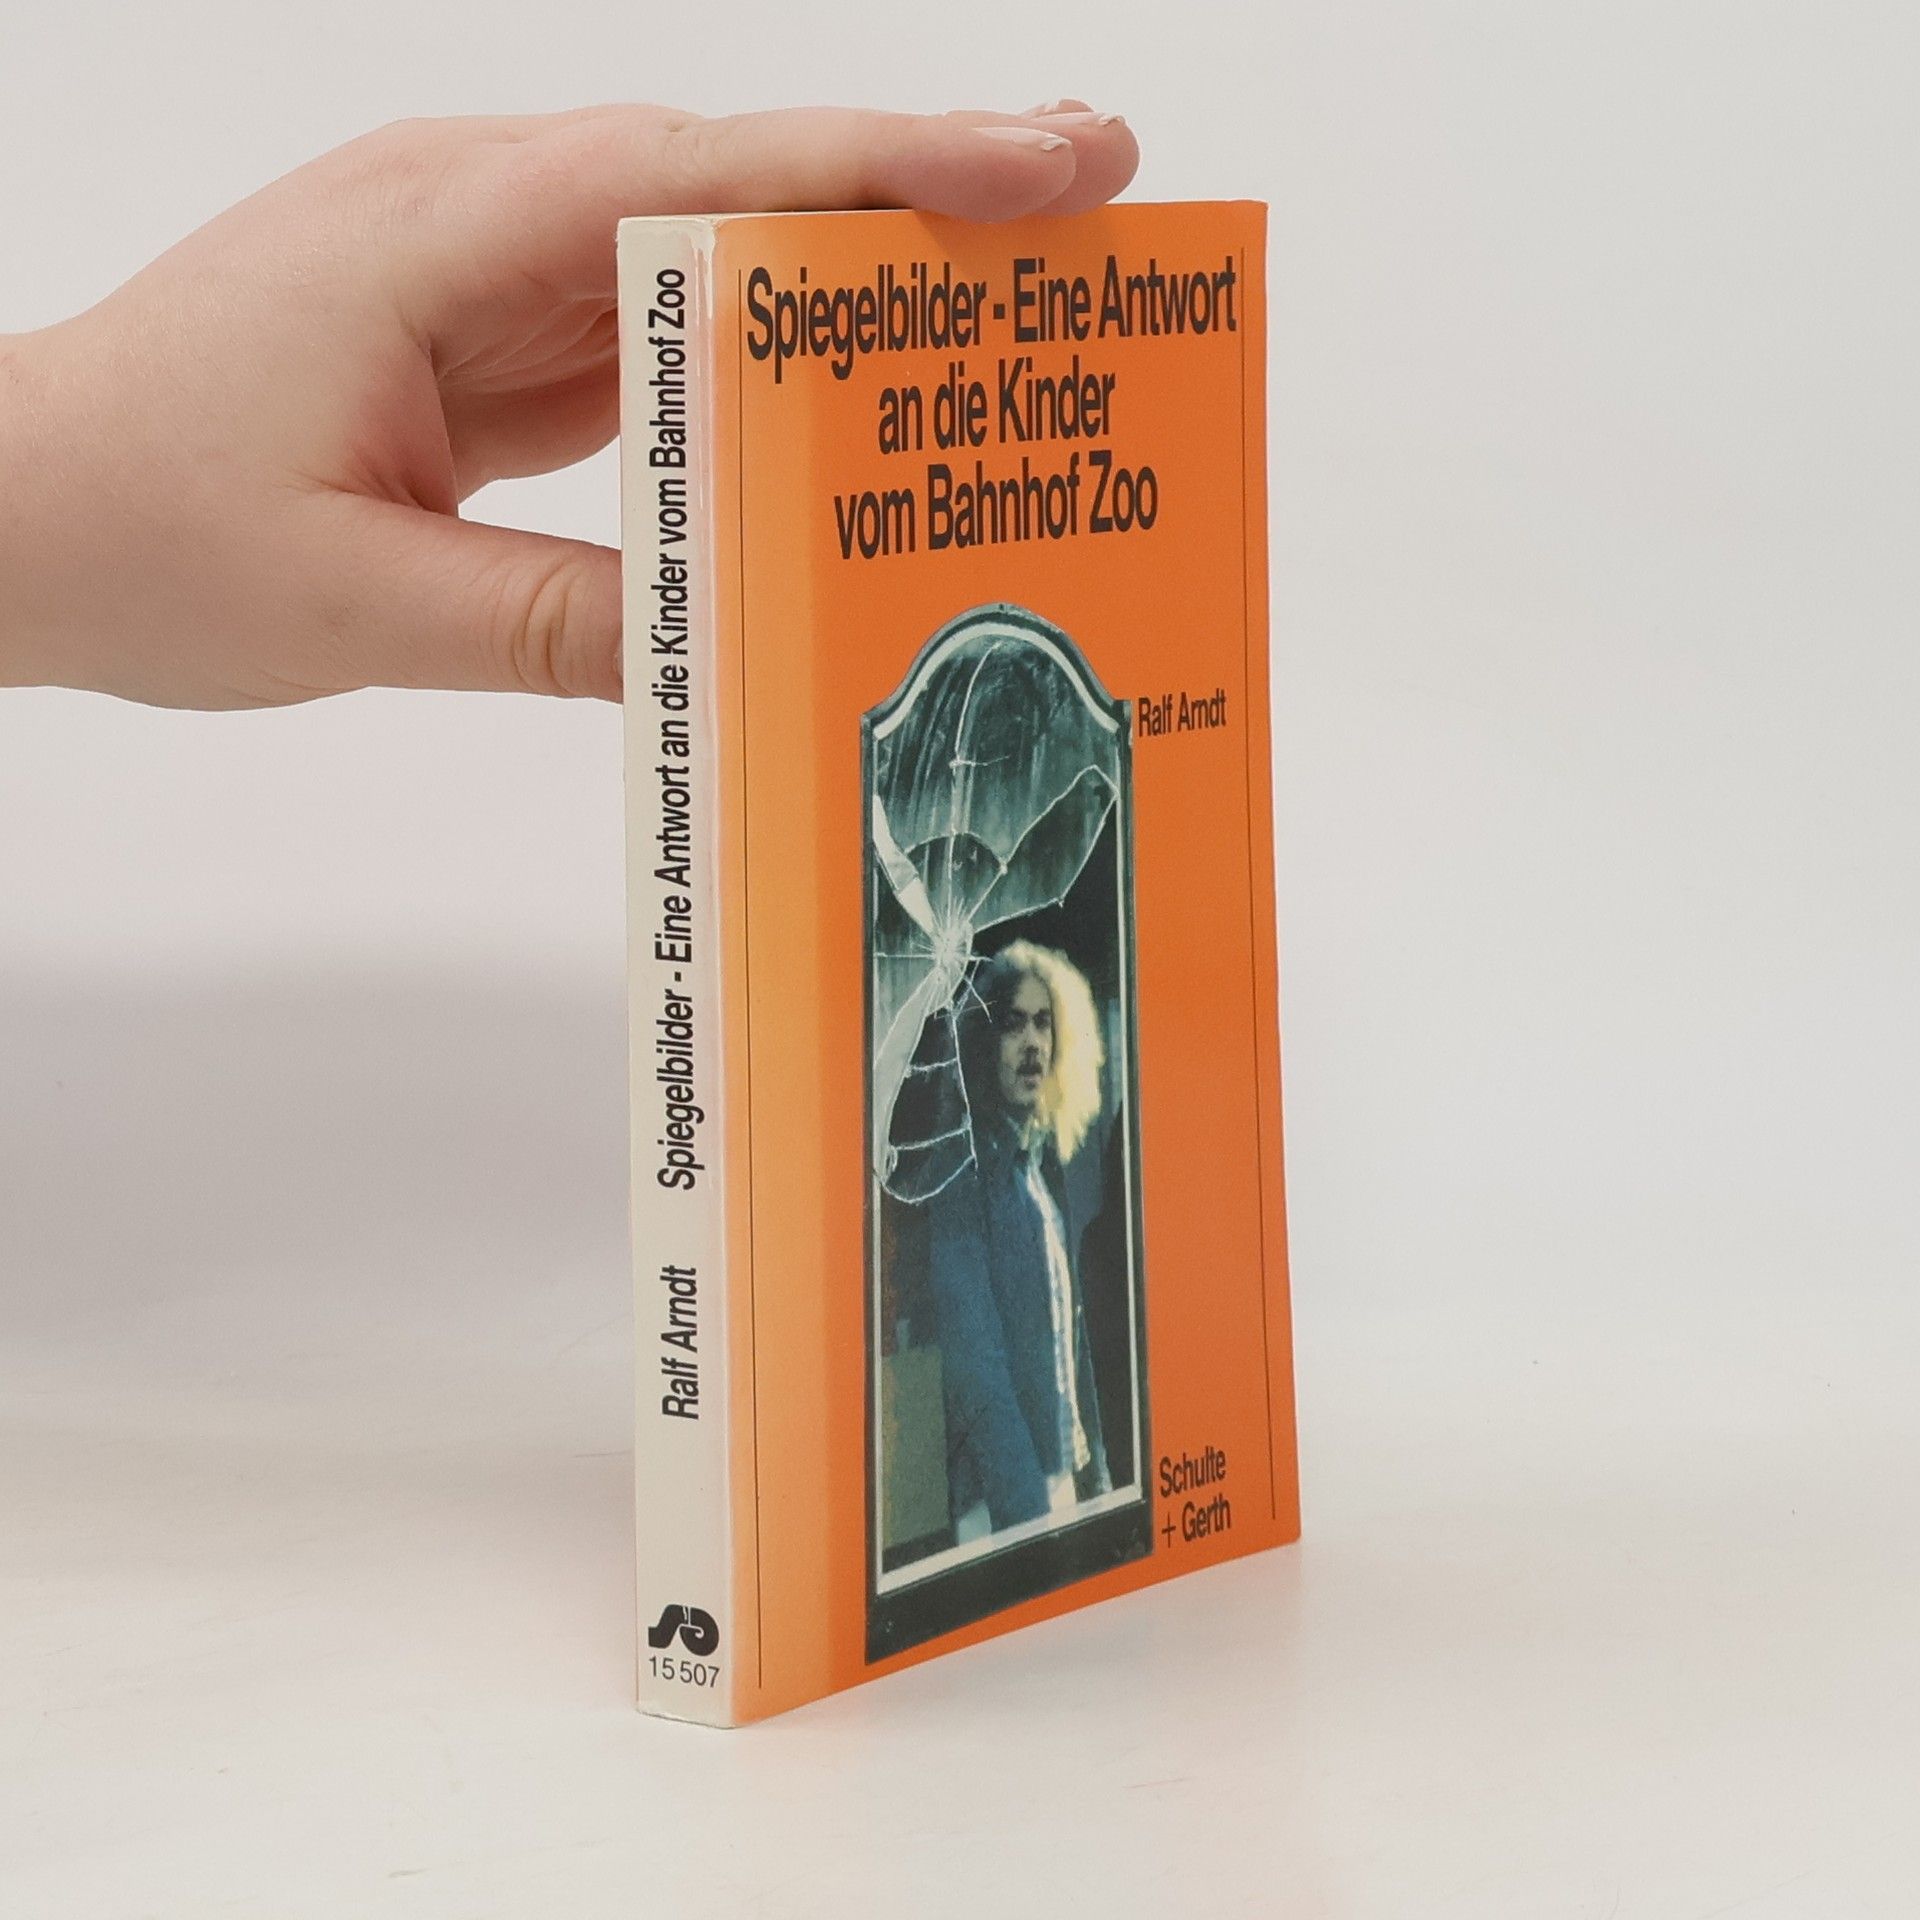 Spiegelbilder - Eine Antwort
an die Kinder
vom Bahnhof Zoo
Ralf Arndt
Schulte
+ Gerth
Ralf Arndt Spiegelbilder - Eine Antwort an die Kinder vom Bahnhof Zoo
15 507